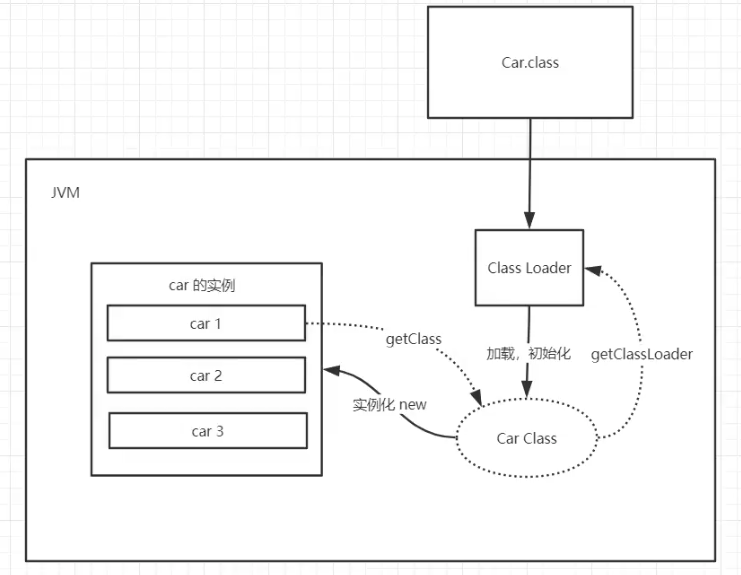 Car.class
JVM
Class Loader
car 的实例
car 1
getClass
加载，初始化
getClassLoader
car 2
实例化 new
car 3
Car Class